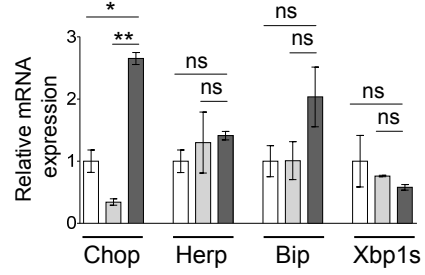 * ns
** ns ns ns
3
ns ns
2
1
0
Relative mRNA
expression
Chop Herp Bip Xbp1s